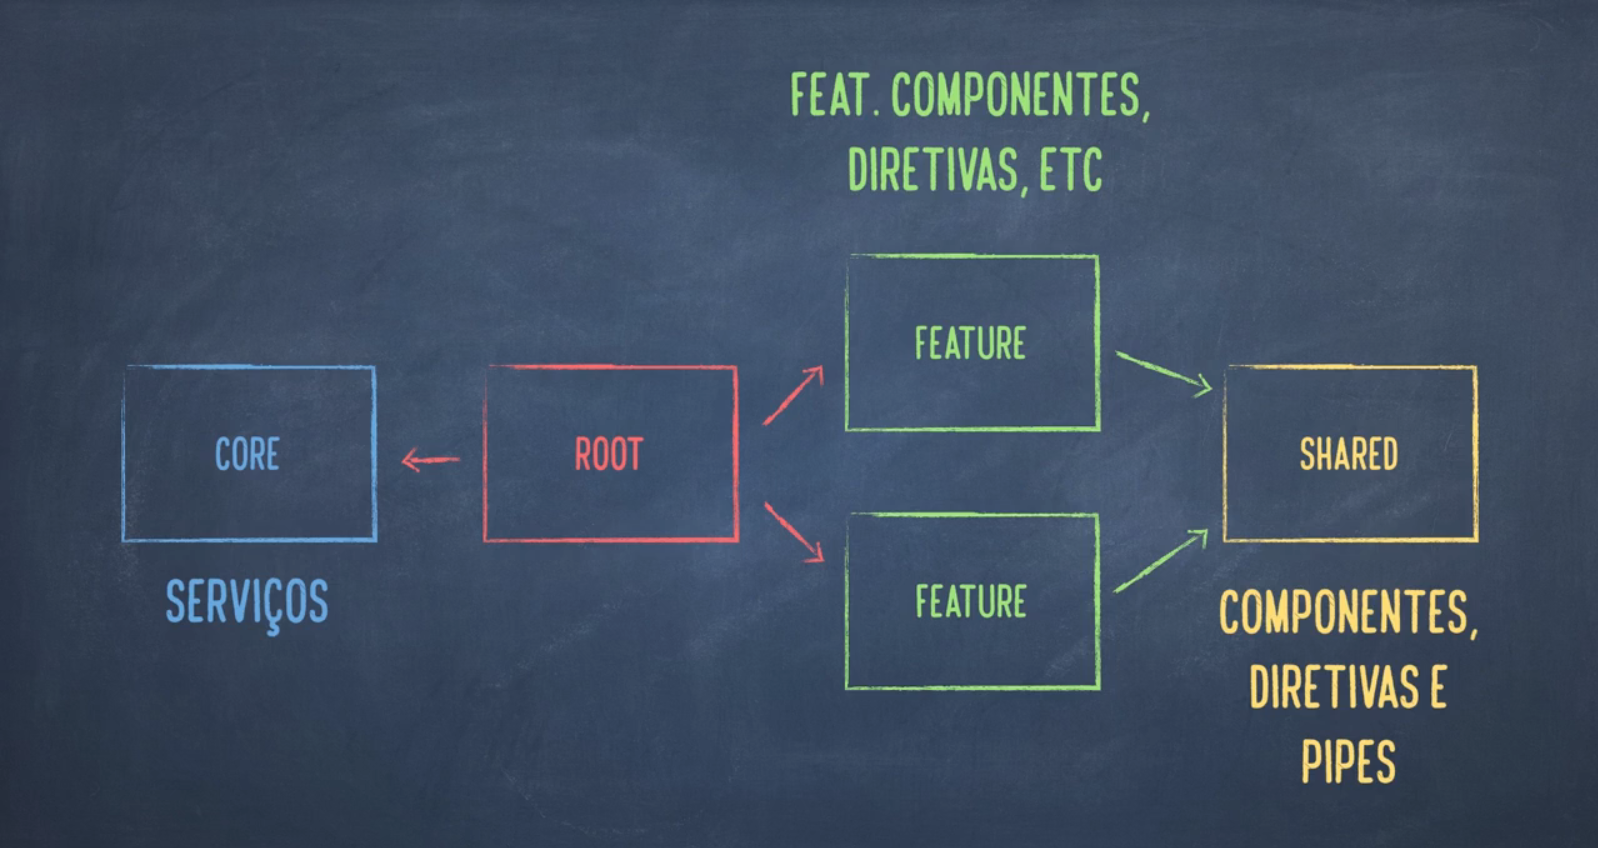 FEAT. COMPONENTES,
DIRETIVAS, ETC
FEATURE
CORE
ROOT
SHARED
FEATURE
SERVIÇOS
COMPONENTES,
DIRETIVAS E
PIPES